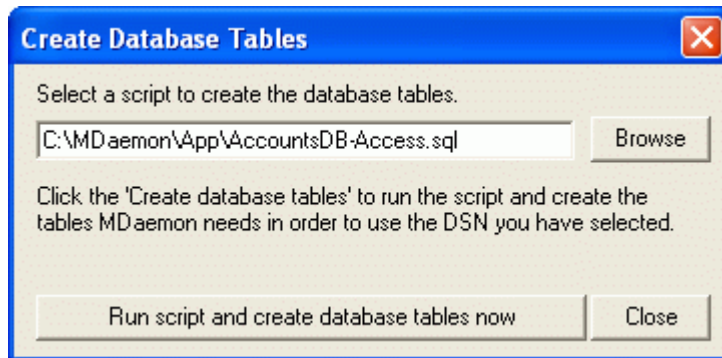 Create Database Tables
Select a script to create the database tables.
C:\MDaemon\App\AccountsDB-Access.sql
Browse
Click the 'Create database tables' to run the script and create the
tables MDaemon needs in order to use the DSN you have selected.
Run script and create database tables now
Close